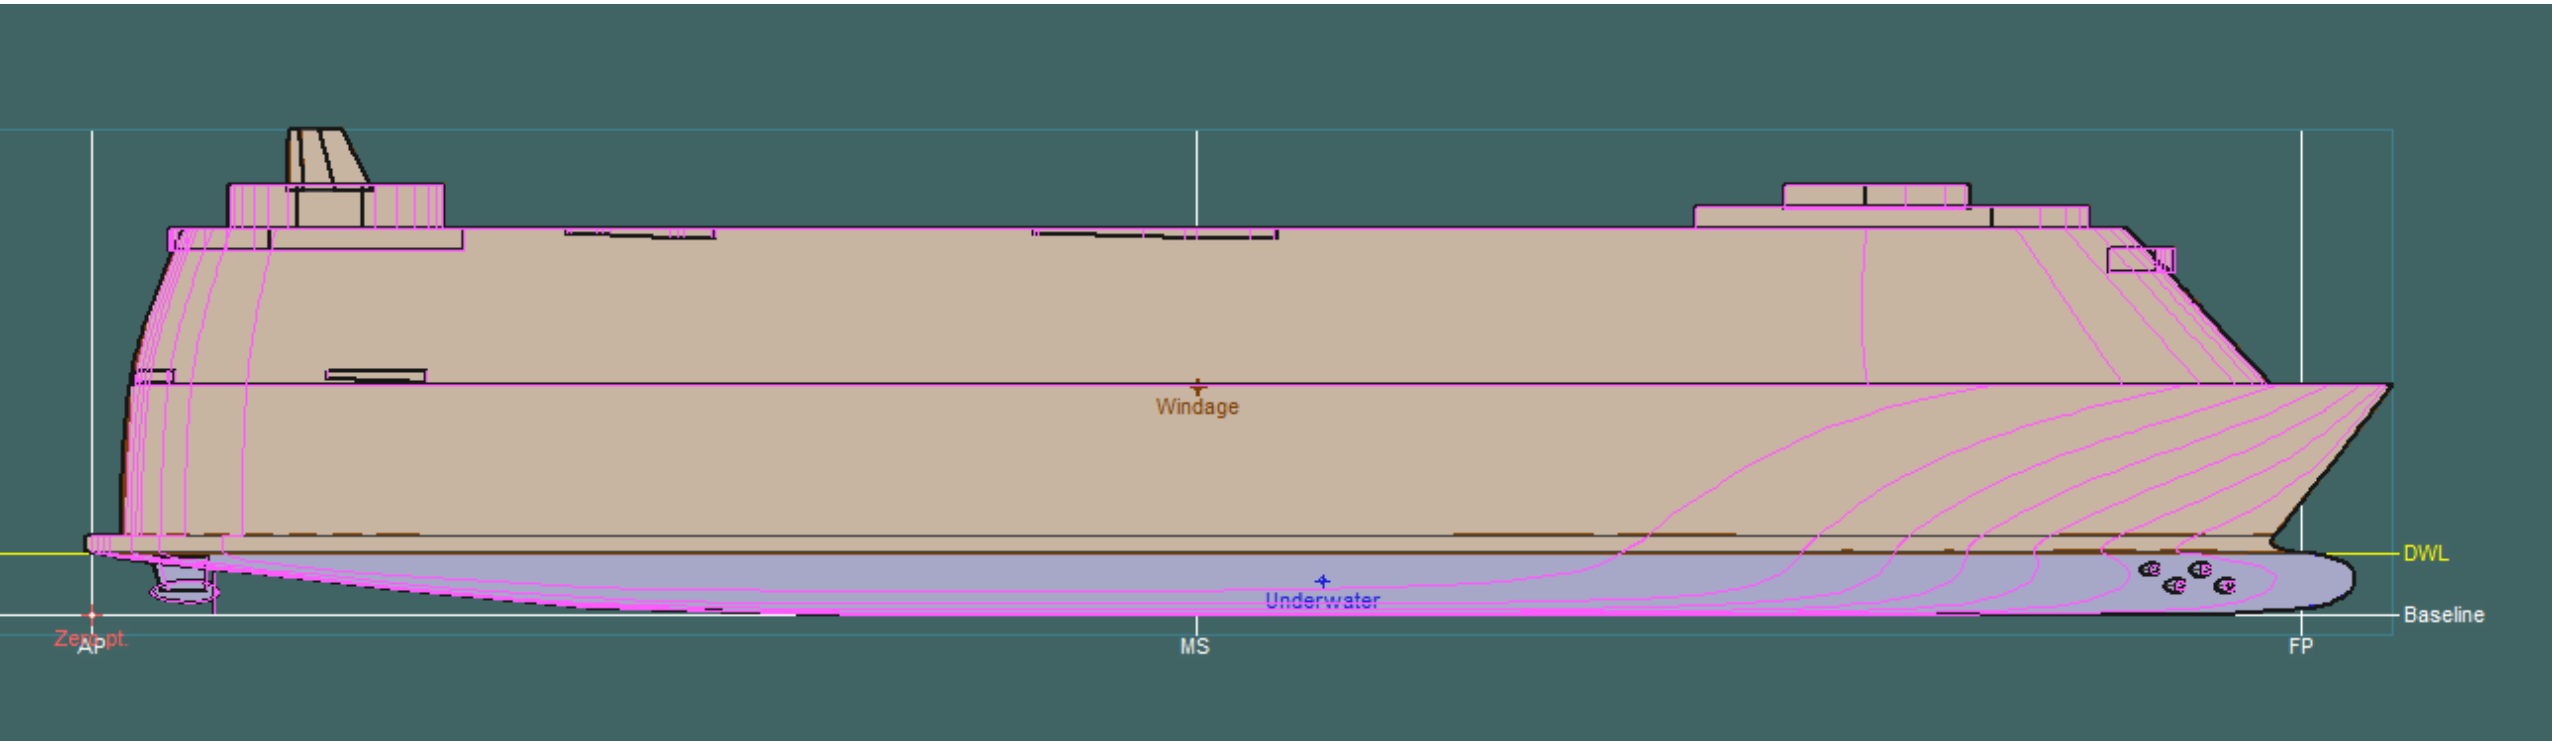 Windage
DWL
Underwater
Baseline
Zero pt.
AP
MS
FP